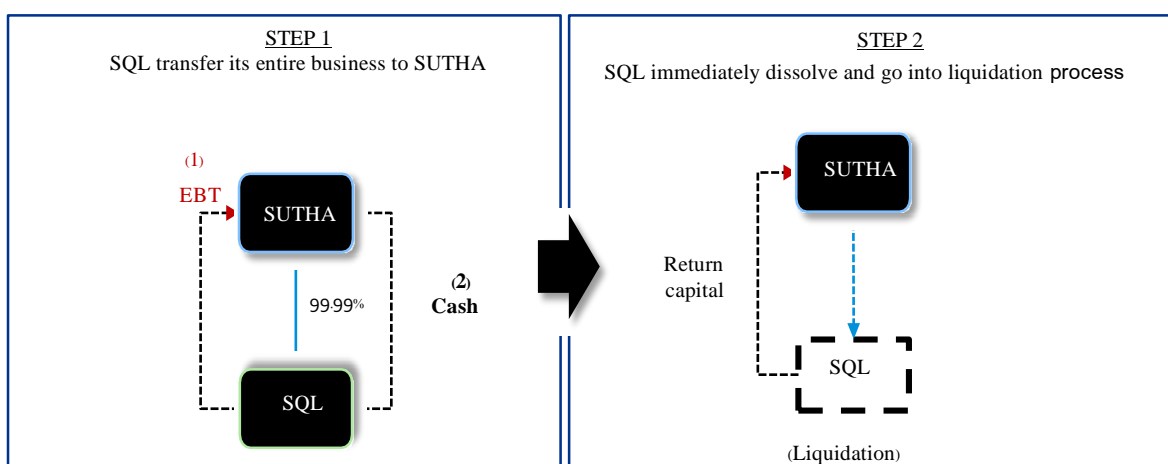 STEP 1
SQL transfer its entire business to SUTHA
(1)
EBT
SUTHA
99.99%
(2)
Cash
SQL
STEP 2
SQL immediately dissolve and go into liquidation process
SUTHA
Return
capital
SQL
(Liquidation)